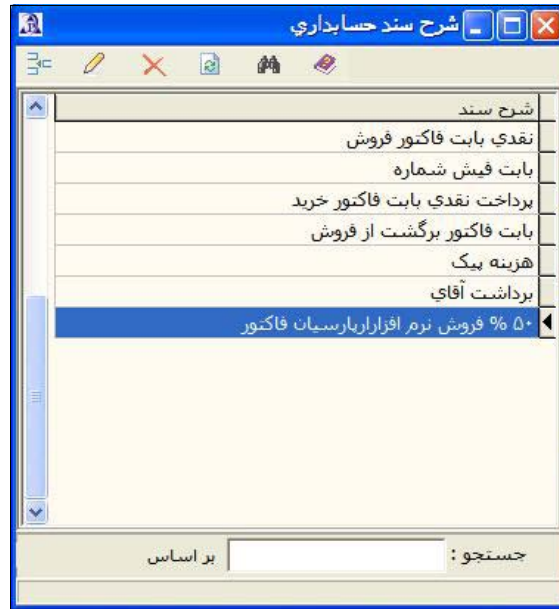 شرح سند حسابداري
شرح سند
نقدي بابت فاكتور فروش
بابت فيش شماره
پرداخت نقدي بابت فاكتور خريد
بابت فاكتور برگشت از فروش
هزينه پيک
برداشت آقاي
۵۰ % فروش نرم افزارارپارسيان فاكتور
جستجو : بر اساس